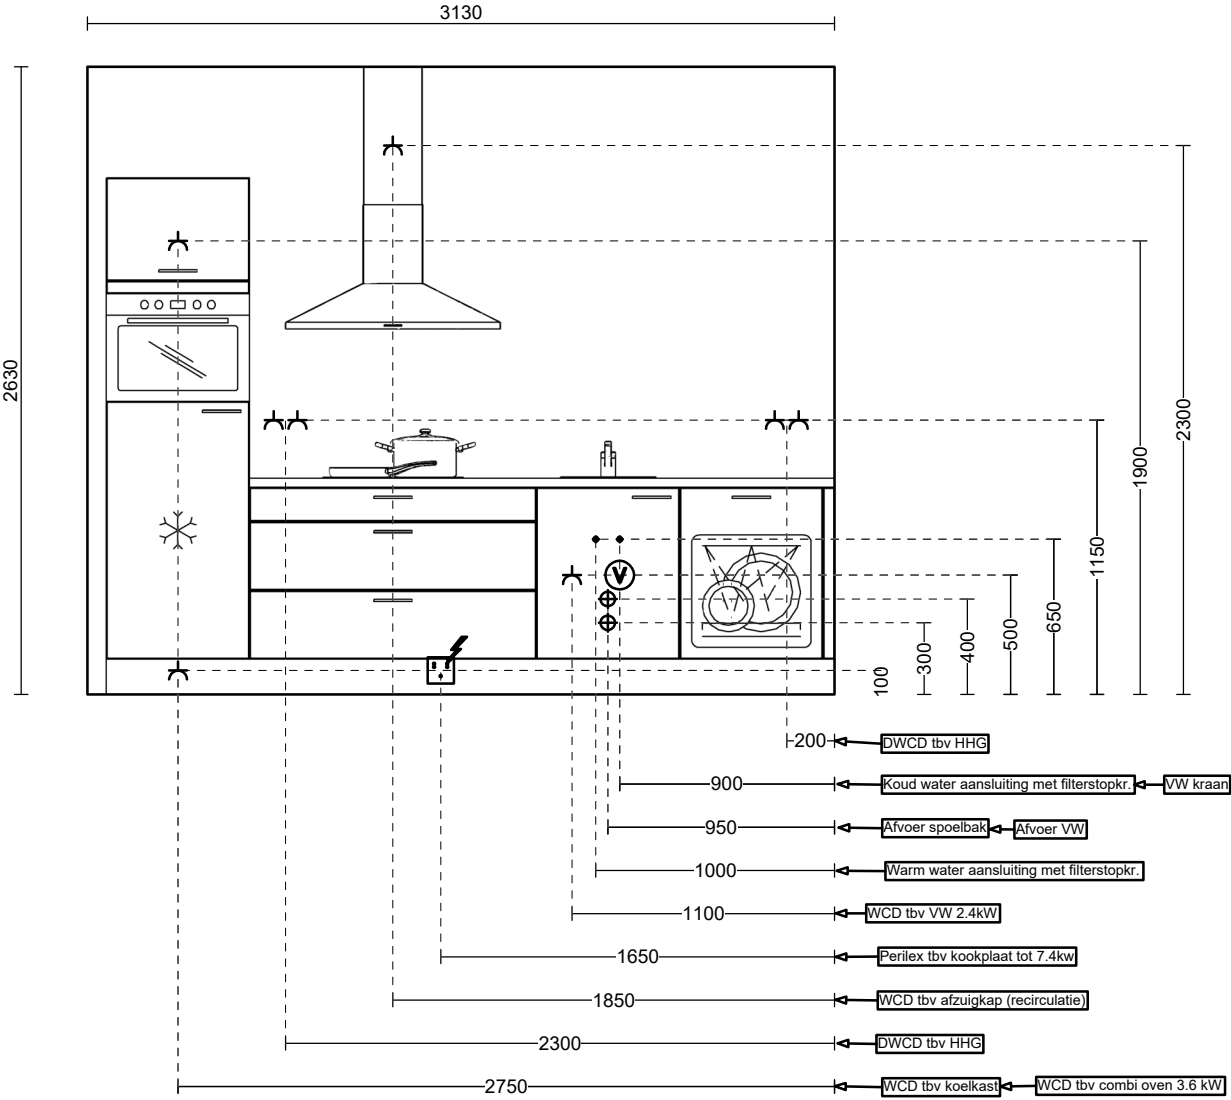 3130
2630
2300
1900
1150
650
500
400
300
100
V
200 DWCD tbv HHG
900 Koud water aansluiting met filterstopkr. VW kraan
950 Afvoer spoelbak Afvoer VW
1000 Warm water aansluiting met filterstopkr.
1100 WCD tbv VW 2.4kW
1650 Perilex tbv kookplaat tot 7.4kw
1850 WCD tbv afzuigkap (recirculatie)
2300 DWCD tbv HHG
2750 WCD tbv koelkast WCD tbv combi oven 3.6 kW